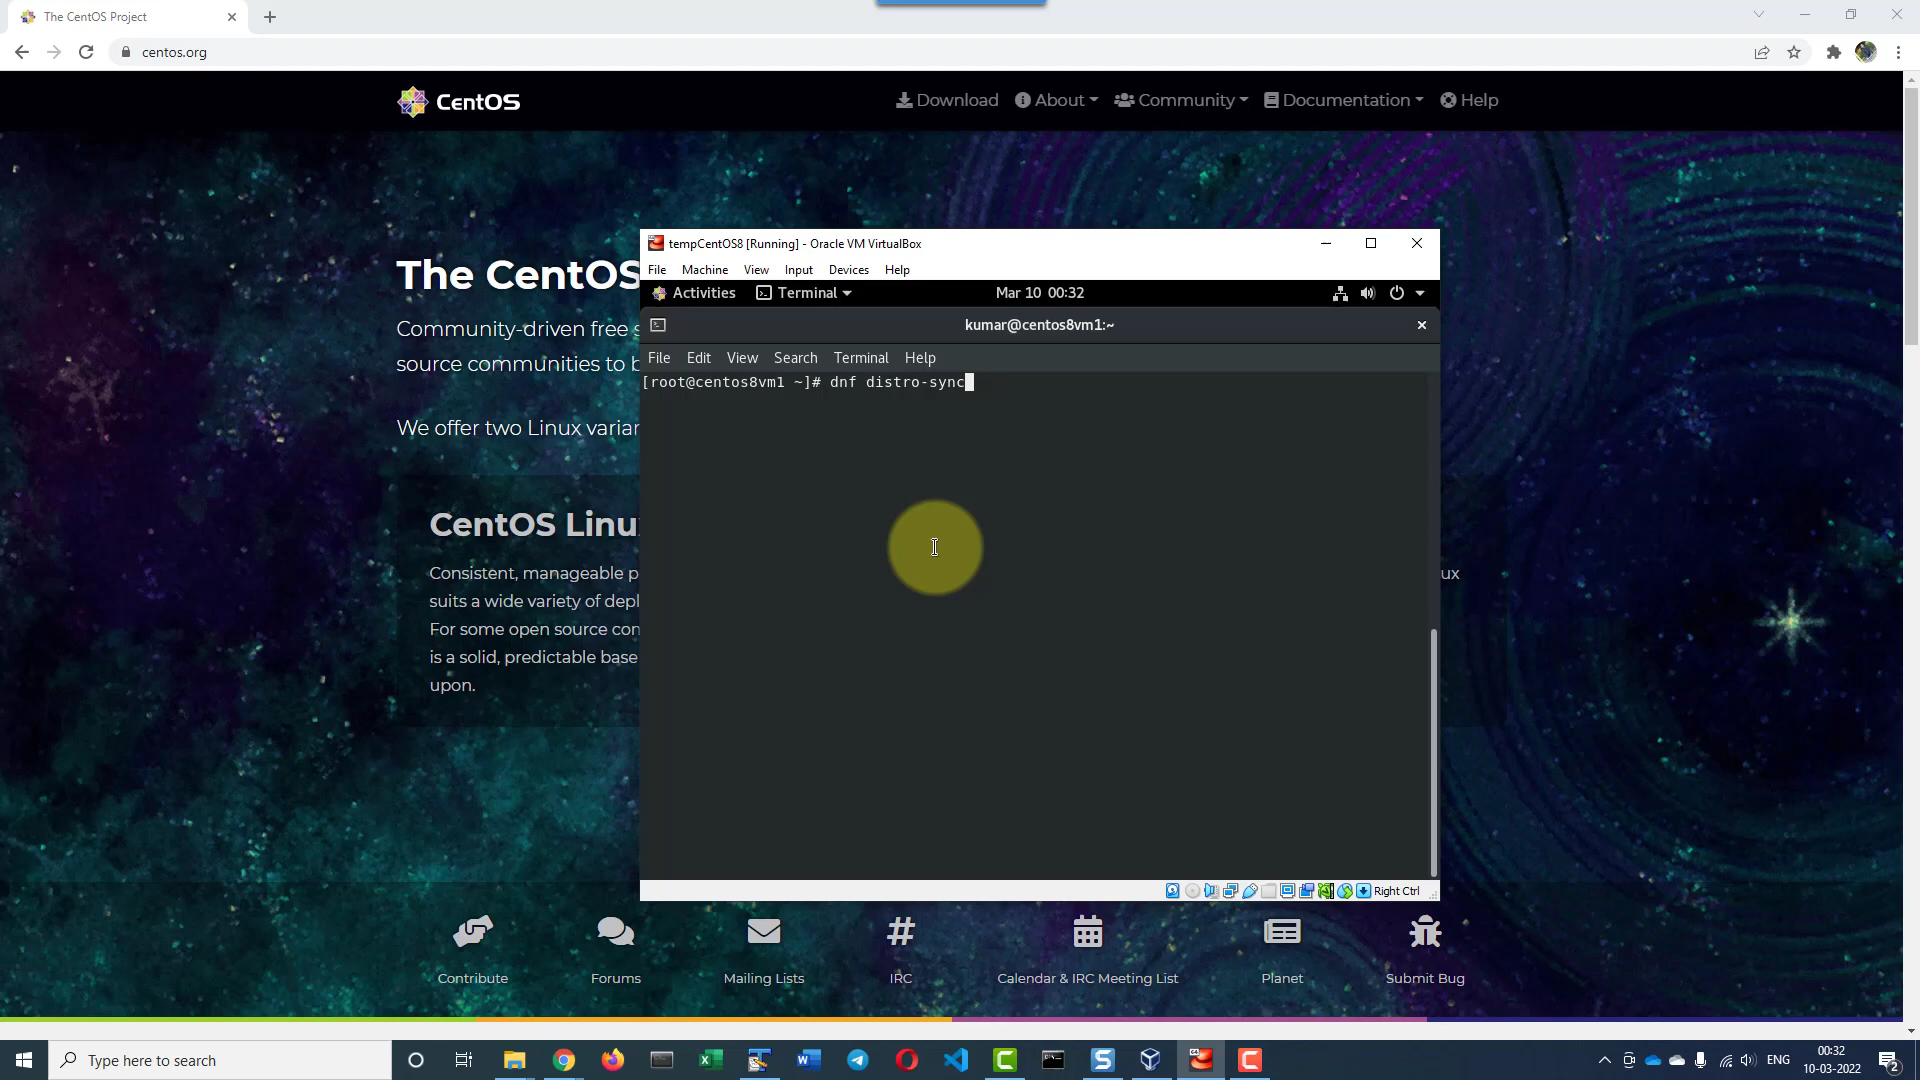 The CentOS Project
centos.org
CentOS
Download About Community Documentation Help
The CentOS
Community-driven free s
source communities to b
We offer two Linux varian
CentOS Linu
Consistent, manageable p
suits a wide variety of depl
For some open source con
is a solid, predictable base
upon.
ux
tempCentOS8 [Running] - Oracle VM VirtualBox
File Machine View Input Devices Help
Activities Terminal Mar 10 00:32
kumar@centos8vm1:~
File Edit View Search Terminal Help
[root@centos8vm1 ~]# dnf distro-sync
Right Ctrl
Contribute Forums Mailing Lists IRC Calendar & IRC Meeting List Planet Submit Bug
Type here to search
ENG
00:32
10-03-2022
2